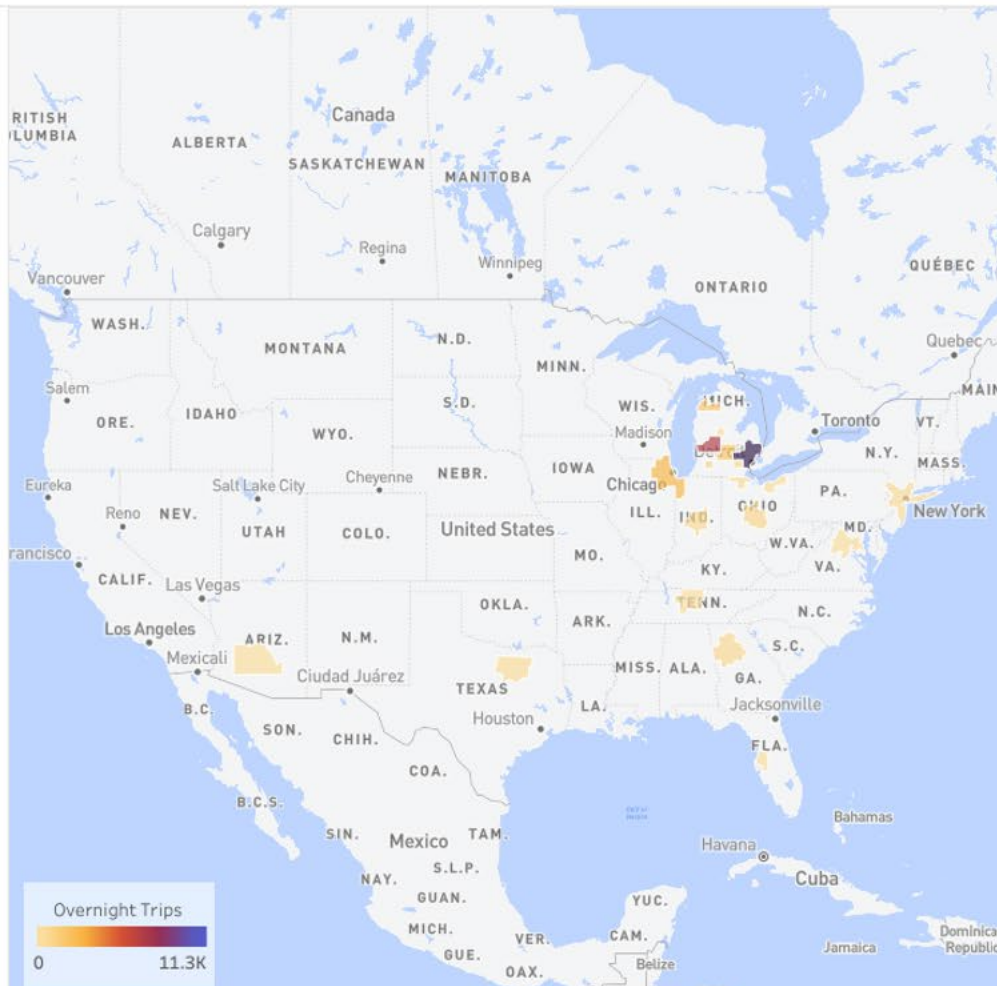 Canada
RITISH
OLUMBIA
ALBERTA
SASKATCHEWAN
MANITOBA
Calgary
Regina
Winnipeg
Vancouver
ONTARIO
QUÉBEC
WASH.
MONTANA
N.D.
MINN.
Quebec
Salem
ORE.
IDAHO
S.D.
WIS.
MICH.
MAIN
WYO.
Madison
Detroit
Toronto
VT.
N.Y.
MASS.
Eureka
Reno
NEV.
Salt Lake City
Cheyenne
NEBR.
IOWA
Chicago
UTAH
COLO.
United States
ILL.
IND.
OHIO
PA.
New York
MD.
rancisco
CALIF.
MO.
W.VA.
VA.
Las Vegas
KY.
Los Angeles
Mexicali
ARIZ.
N.M.
OKLA.
ARK.
TENN.
N.C.
S.C.
Ciudad Juárez
TEXAS
MISS.
ALA.
GA.
B.C.
SON.
CHIH.
Houston
LA.
Jacksonville
FLA.
COA.
B.C.S.
SIN.
Mexico
TAM.
Bahamas
Havana
NAY.
S.L.P.
Cuba
GUAN.
YUC.
MICH.
VER.
CAM.
GUE.
OAX.
Belize
Jamaica
Dominica
Republic
Overnight Trips
0 11.3K